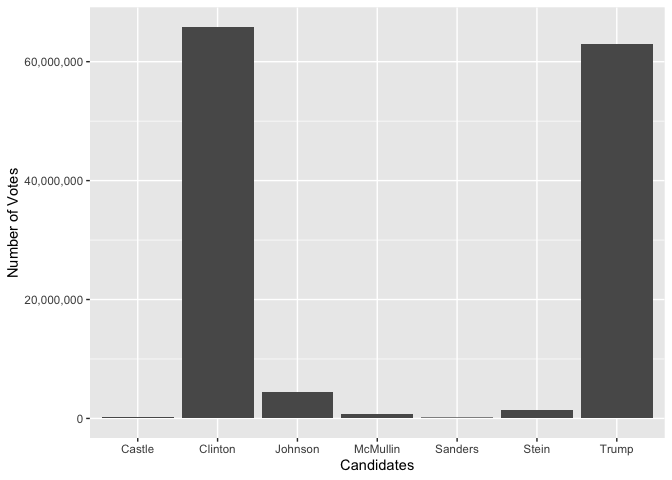 60,000,000
40,000,000
20,000,000
0
Number of Votes
Castle Clinton Johnson McMullin Sanders Stein Trump
Candidates